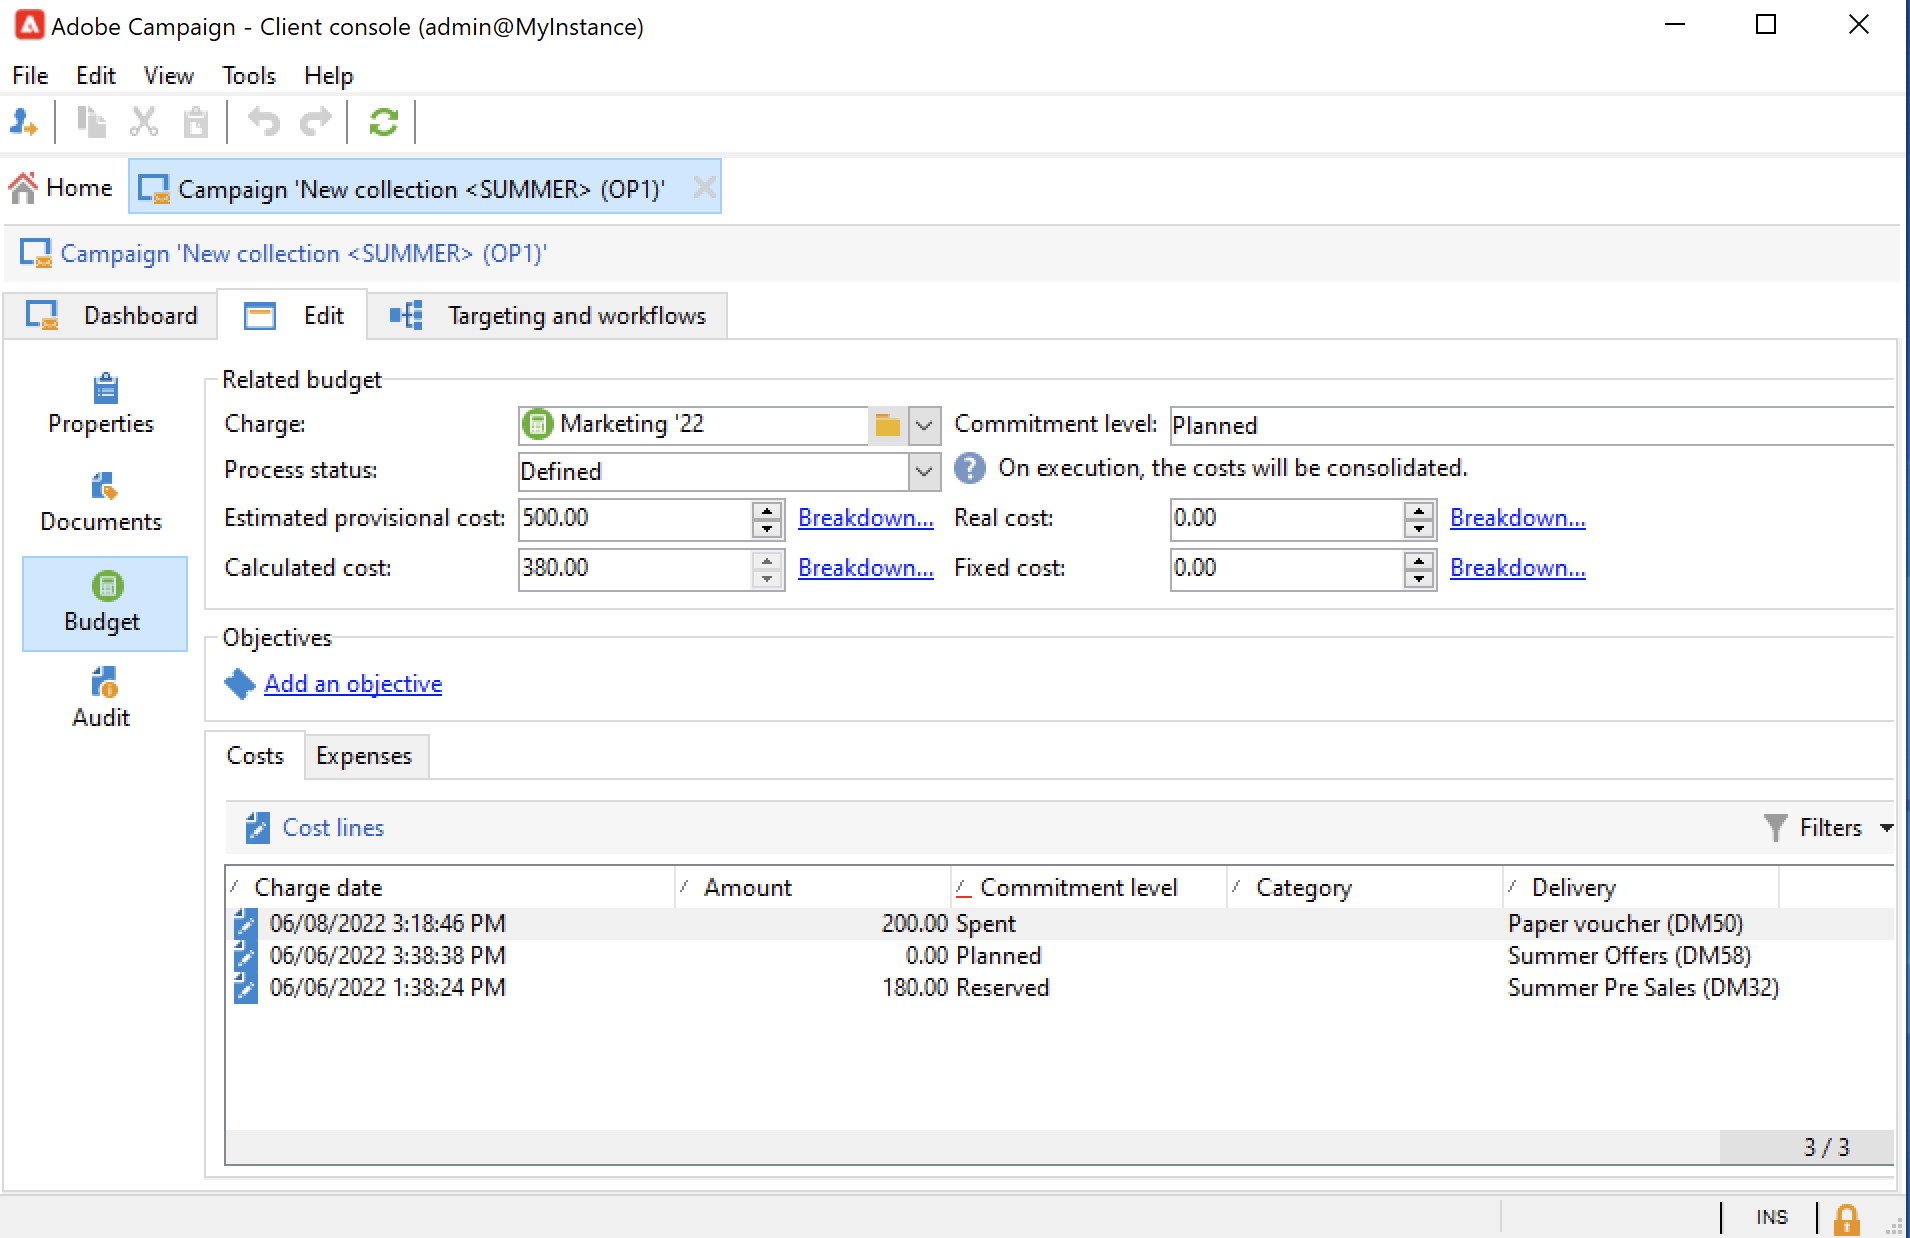 Adobe Campaign - Client console (admin@MyInstance)
File Edit View Tools Help
Home Campaign 'New collection <SUMMER> (OP1)'
Campaign 'New collection <SUMMER> (OP1)'
Dashboard Edit Targeting and workflows
Properties
Documents
Budget
Audit
Related budget
Charge: Marketing '22 Commitment level: Planned
Process status: Defined ? On execution, the costs will be consolidated.
Estimated provisional cost: 500.00 Breakdown... Real cost: 0.00 Breakdown...
Calculated cost: 380.00 Breakdown... Fixed cost: 0.00 Breakdown...
Objectives
Add an objective
Costs Expenses
Cost lines Filters
Charge date Amount Commitment level Category Delivery
06/08/2022 3:18:46 PM 200.00 Spent Paper voucher (DM50)
06/06/2022 3:38:38 PM 0.00 Planned Summer Offers (DM58)
06/06/2022 1:38:24 PM 180.00 Reserved Summer Pre Sales (DM32)
3 / 3
INS